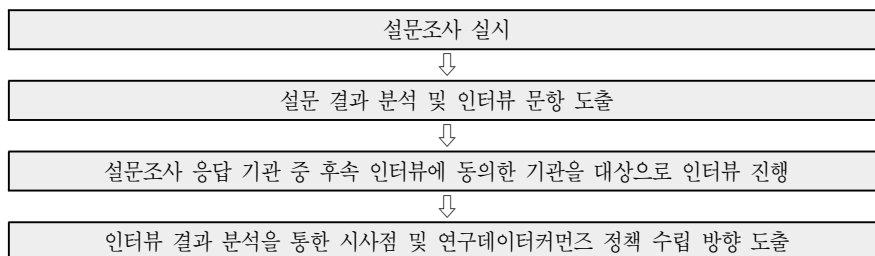 설문조사 실시
⇩
설문 결과 분석 및 인터뷰 문항 도출
⇩
설문조사 응답 기관 중 후속 인터뷰에 동의한 기관을 대상으로 인터뷰 진행
⇩
인터뷰 결과 분석을 통한 시사점 및 연구데이터커먼즈 정책 수립 방향 도출